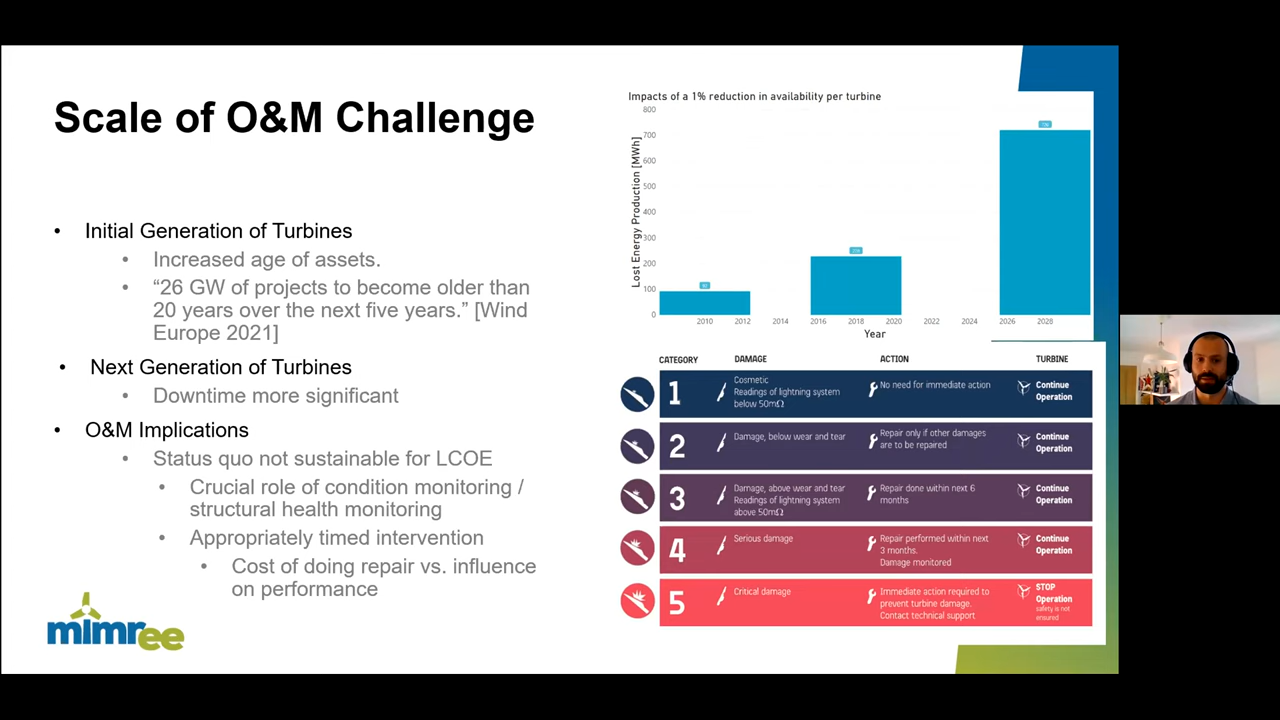 Scale of O&M Challenge
• Initial Generation of Turbines
• Increased age of assets.
• “26 GW of projects to become older than
20 years over the next five years.” [Wind
Europe 2021]
• Next Generation of Turbines
• Downtime more significant
• O&M Implications
• Status quo not sustainable for LCOE
• Crucial role of condition monitoring /
structural health monitoring
• Appropriately timed intervention
• Cost of doing repair vs. influence
on performance
mimree
Impacts of a 1% reduction in availability per turbine
Lost Energy Production [MWh]
800
700
600
500
400
300
200
100
0
2010 2012 2014 2016 2018 2020 2022 2024 2026 2028
Year
CATEGORY DAMAGE ACTION TURBINE
1
Cosmetic
Readings of lightning system
below 50mΩ
No need for immediate action
Continue
Operation
2
Damage, below wear and tear
Repair only if other damages
are to be repaired
Continue
Operation
3
Damage, above wear and tear
Readings of lightning system
above 50mΩ
Repair done within next 6
months
Continue
Operation
4
Serious damage
Repair performed within next
3 months.
Damage monitored
Continue
Operation
5
Critical damage
Immediate action required to
prevent turbine damage.
Contact technical support
STOP
Operation
safety is not
ensured